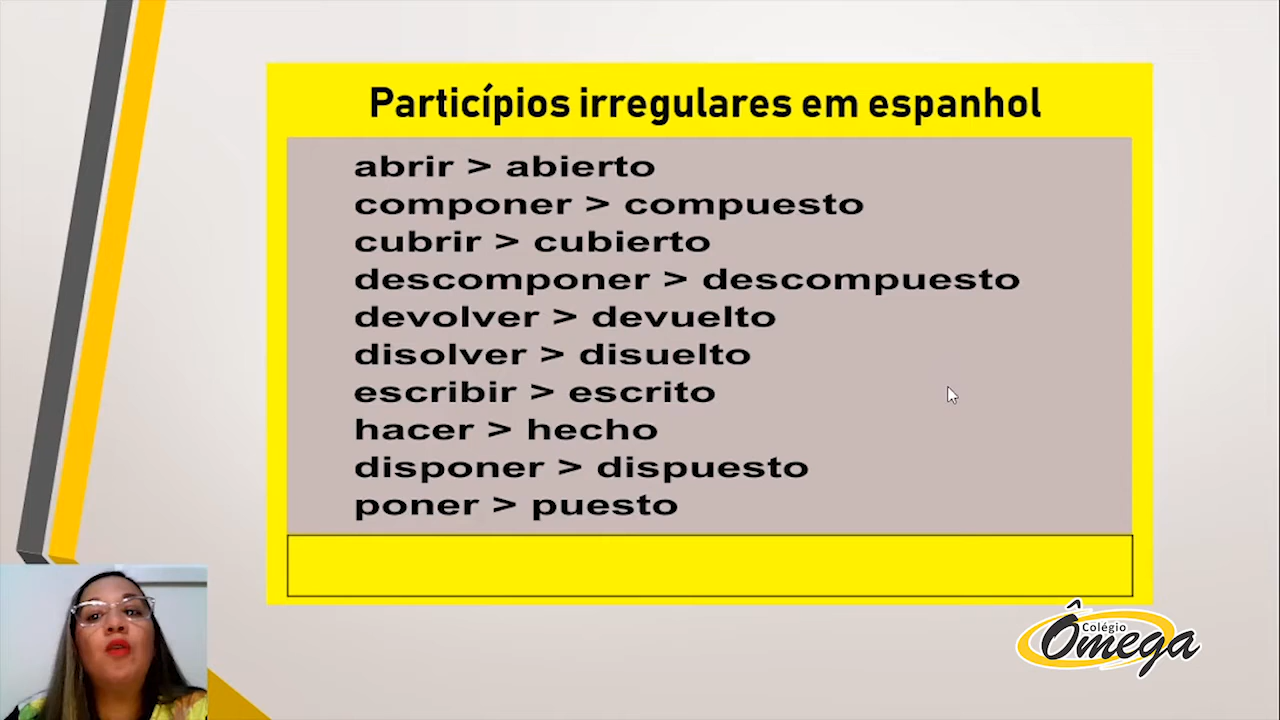 Particípios irregulares em espanhol
abrir > abierto
componer > compuesto
cubrir > cubierto
descomponer > descompuesto
devolver > devuelto
disolver > disuelto
escribir > escrito
hacer > hecho
disponer > dispuesto
poner > puesto
Colégio
Ômega